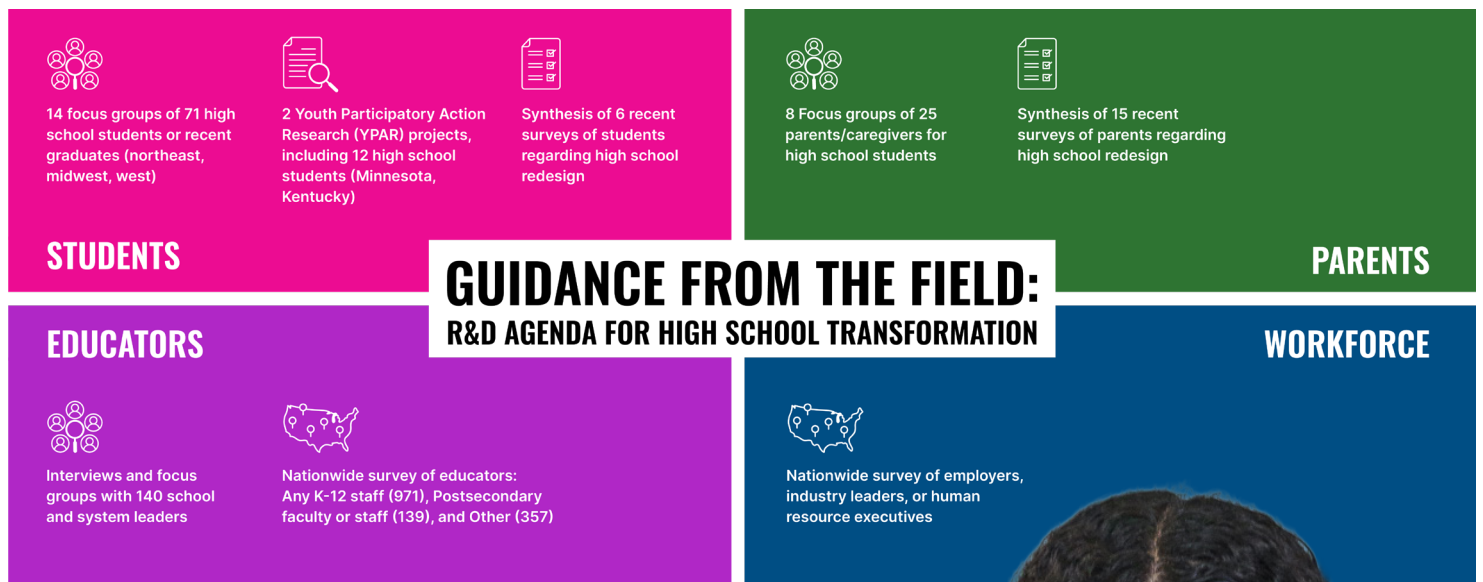 14 focus groups of 71 high
school students or recent
graduates (northeast,
midwest, west)
2 Youth Participatory Action
Research (YPAR) projects,
including 12 high school
students (Minnesota,
Kentucky)
Synthesis of 6 recent
surveys of students
regarding high school
redesign
STUDENTS
8 Focus groups of 25
parents/caregivers for
high school students
Synthesis of 15 recent
surveys of parents regarding
high school redesign
PARENTS
GUIDANCE FROM THE FIELD:
R&D AGENDA FOR HIGH SCHOOL TRANSFORMATION
EDUCATORS
Interviews and focus
groups with 140 school
and system leaders
Nationwide survey of educators:
Any K-12 staff (971), Postsecondary
faculty or staff (139), and Other (357)
WORKFORCE
Nationwide survey of employers,
industry leaders, or human
resource executives